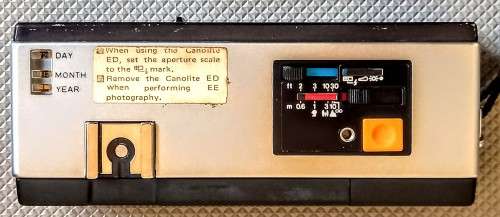 DAY
MONTH
YEAR
When using the Canolite
ED, set the aperture scale
to the mark.
Ramove the Canolite ED
When performing EE
photography.
ft 2 3 10 30
m 0.6 1 3 10